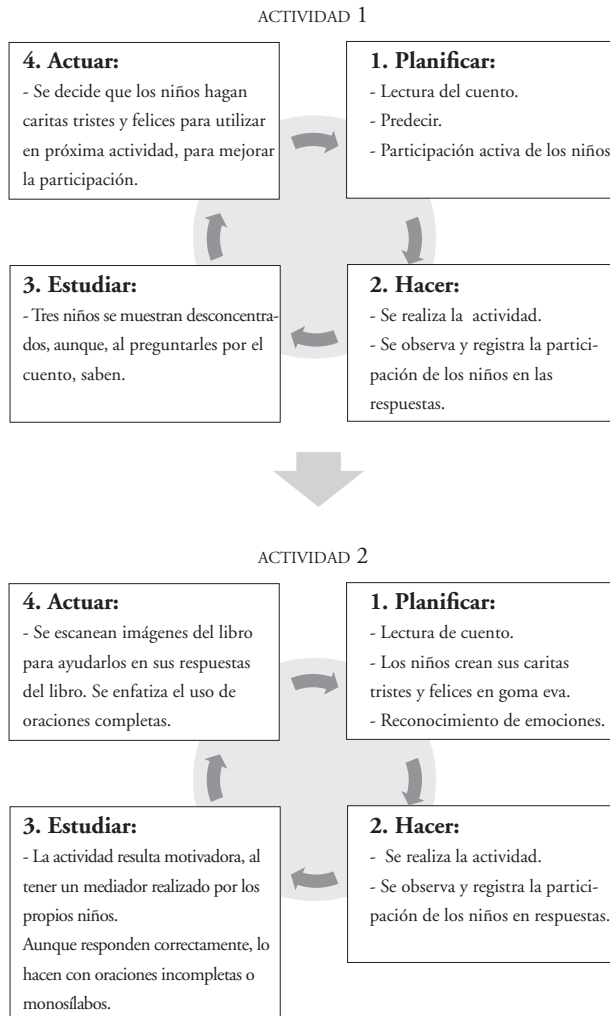 ACTIVIDAD 1
4. Actuar:
- Se decide que los niños hagan
caritas tristes y felices para utilizar
en próxima actividad, para mejorar
la participación.
1. Planificar:
- Lectura del cuento.
- Predecir.
- Participación activa de los niños
3. Estudiar:
- Tres niños se muestran desconcentra-
dos, aunque, al preguntarles por el
cuento, saben.
2. Hacer:
- Se realiza la actividad.
- Se observa y registra la partici-
pación de los niños en las
respuestas.
ACTIVIDAD 2
4. Actuar:
- Se escanean imágenes del libro
para ayudarlos en sus respuestas
del libro. Se enfatiza el uso de
oraciones completas.
1. Planificar:
- Lectura de cuento.
- Los niños crean sus caritas
tristes y felices en goma eva.
- Reconocimiento de emociones.
3. Estudiar:
- La actividad resulta motivadora, al
tener un mediador realizado por los
propios niños.
Aunque responden correctamente, lo
hacen con oraciones incompletas o
monosílabos.
2. Hacer:
- Se realiza la actividad.
- Se observa y registra la partici-
pación de los niños en respuestas.